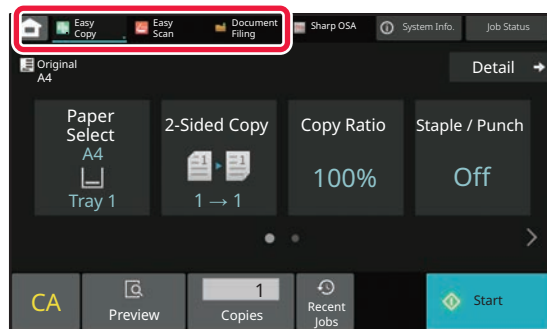 Easy
Copy
Easy
Scan
Document
Filing
Sharp OSA
System Info.
Job Status
Original
A4
Detail
Paper
Select
A4
Tray 1
2-Sided Copy
1 1
1 → 1
Copy Ratio
100%
Staple / Punch
Off
CA
Preview
1
Copies
Recent
Jobs
Start